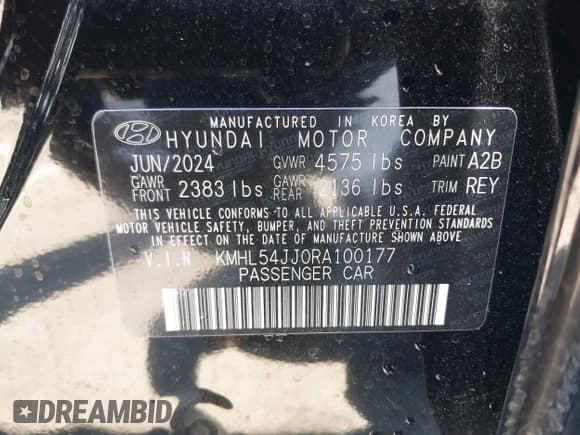 MANUFACTURED IN KOREA BY
HYUNDAI MOTOR COMPANY
JUN/2024 GVWR 4575 lbs PAINT A2B
GAWR FRONT 2383 lbs GAWR REAR 2136 lbs TRIM REY
THIS VEHICLE CONFORMS TO ALL APPLICABLE U.S.A. FEDERAL
MOTOR VEHICLE SAFETY, BUMPER, AND THEFT PREVENTION STANDARDS
IN EFFECT ON THE DATE OF MANUFACTURE SHOWN ABOVE.
V.I.N KMHL54JJ0RA100177
PASSENGER CAR
DREAMBID